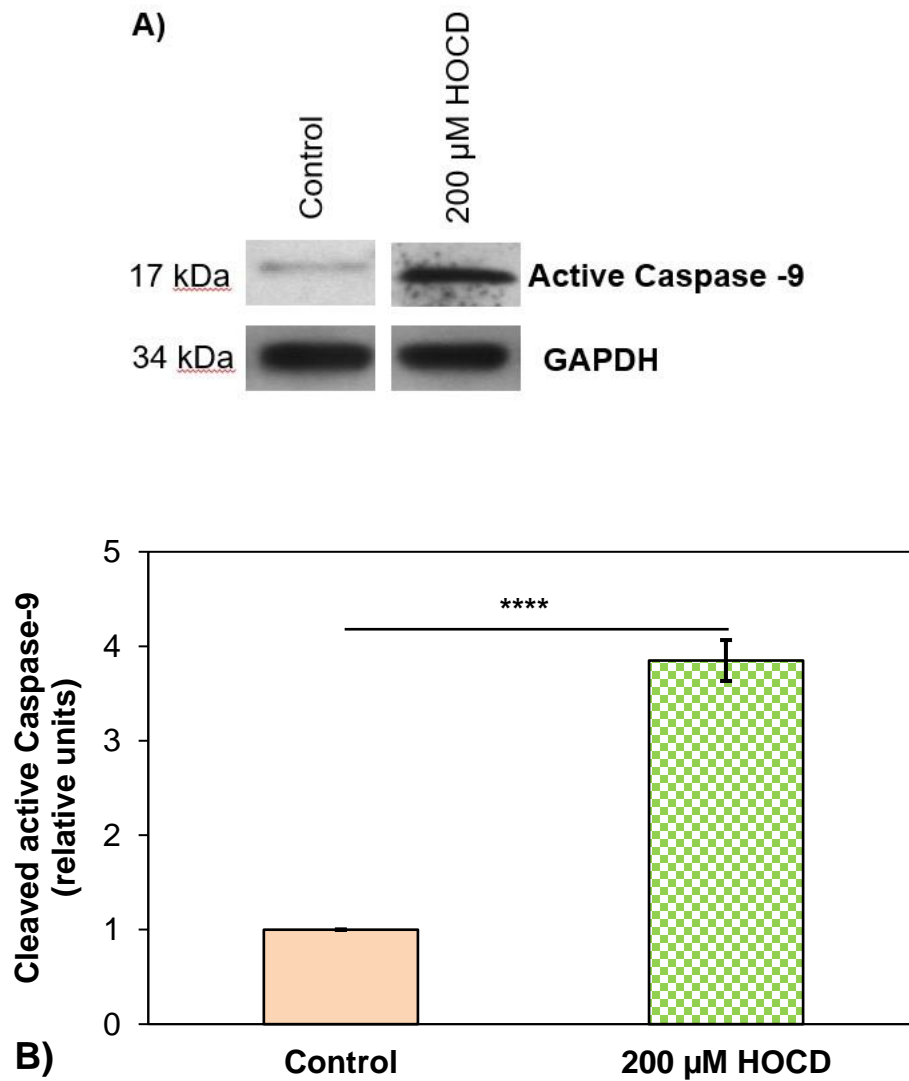 A)
Control
200 µM HOCD
17 kDa
Active Caspase -9
34 kDa
GAPDH
Cleaved active Caspase-9
(relative units)
5
4
3
2
1
0
****
Control
200 µM HOCD
B)